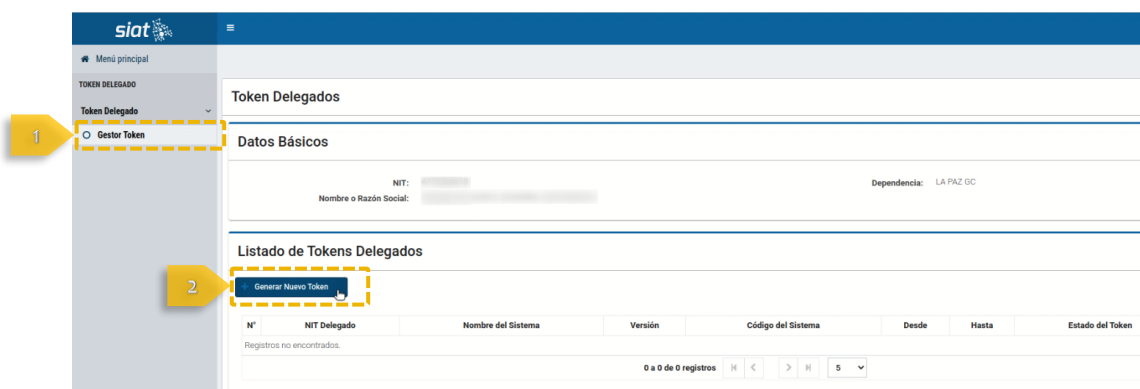 siat
Menú principal
TOKEN DELEGADO
Token Delegado
1
Gestor Token
Token Delegados
Datos Básicos
NIT:
Dependencia: LA PAZ GC
Nombre o Razón Social:
Listado de Tokens Delegados
2
+ Generar Nuevo Token
N° NIT Delegado Nombre del Sistema Versión Código del Sistema Desde Hasta Estado del Token
Registros no encontrados.
0 a 0 de 0 registros 5